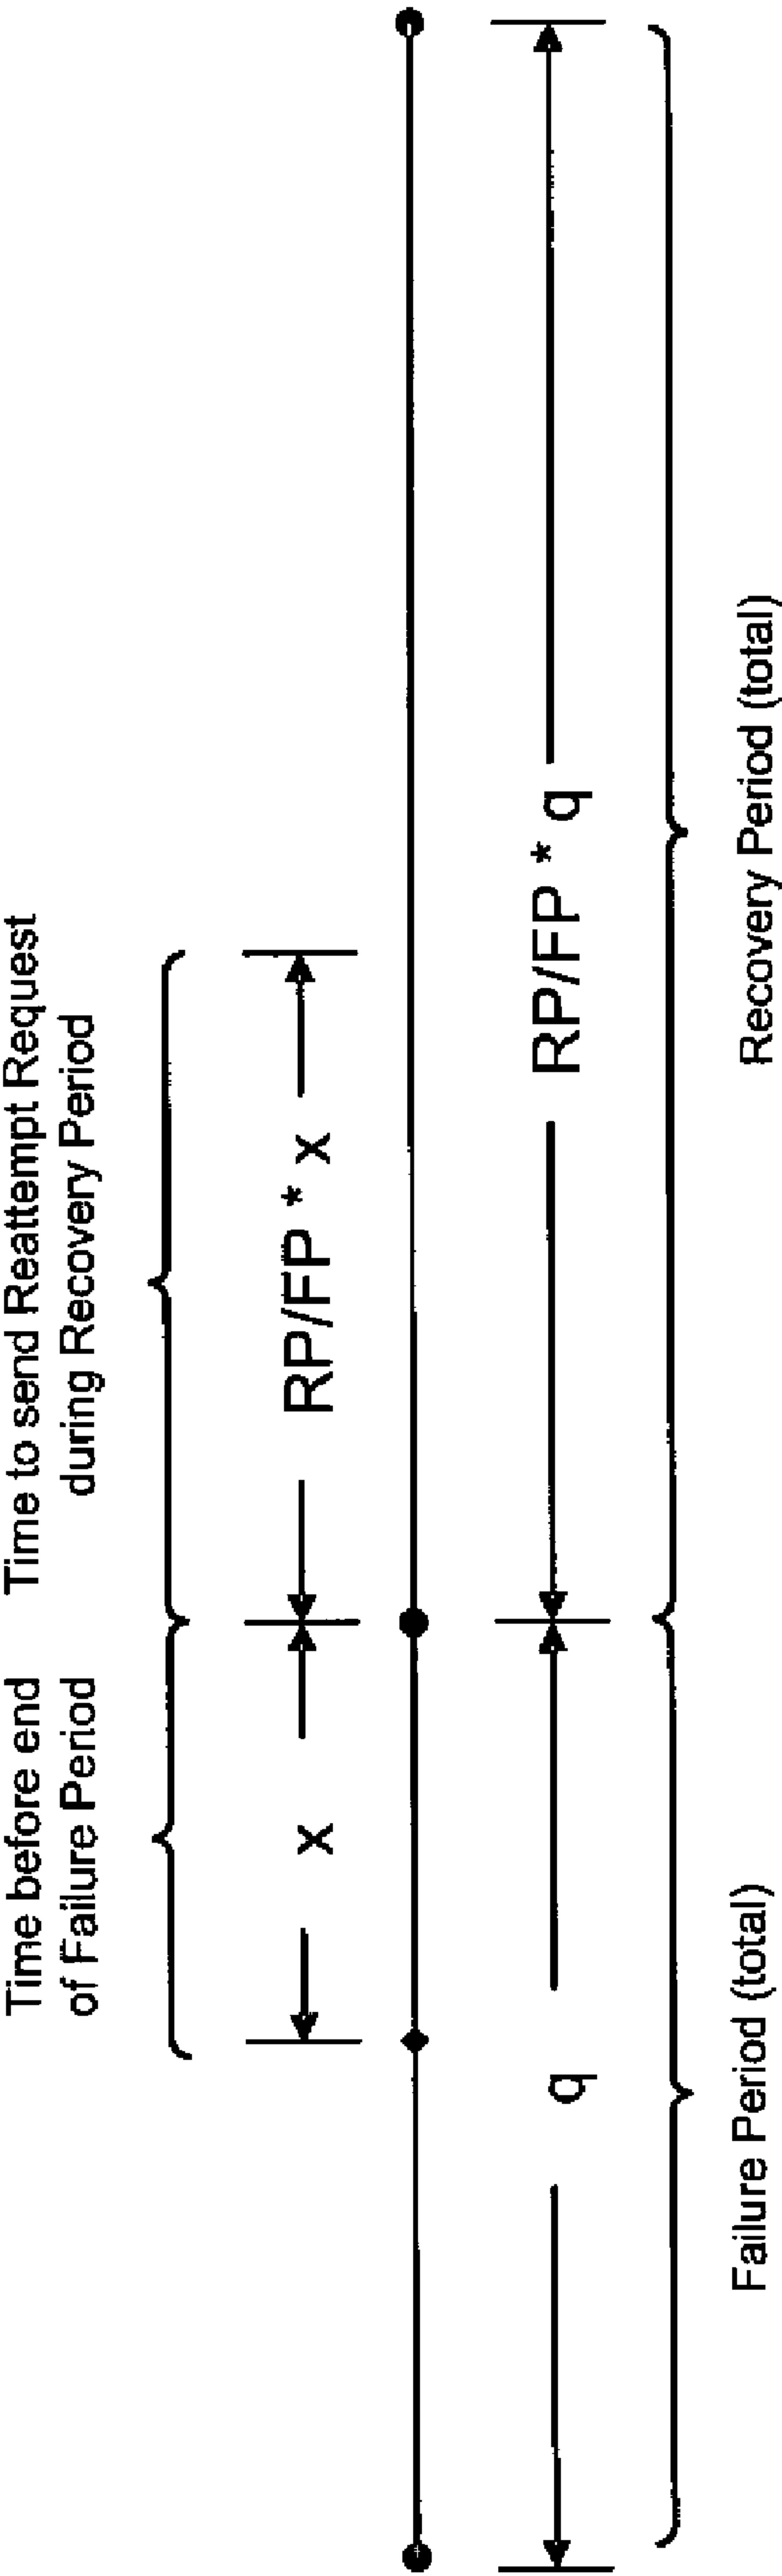 Time before end
of Failure Period
Time to send Reattempt Request
during Recovery Period
x
RP/FP * x
q
RP/FP * q
Failure Period (total)
Recovery Period (total)